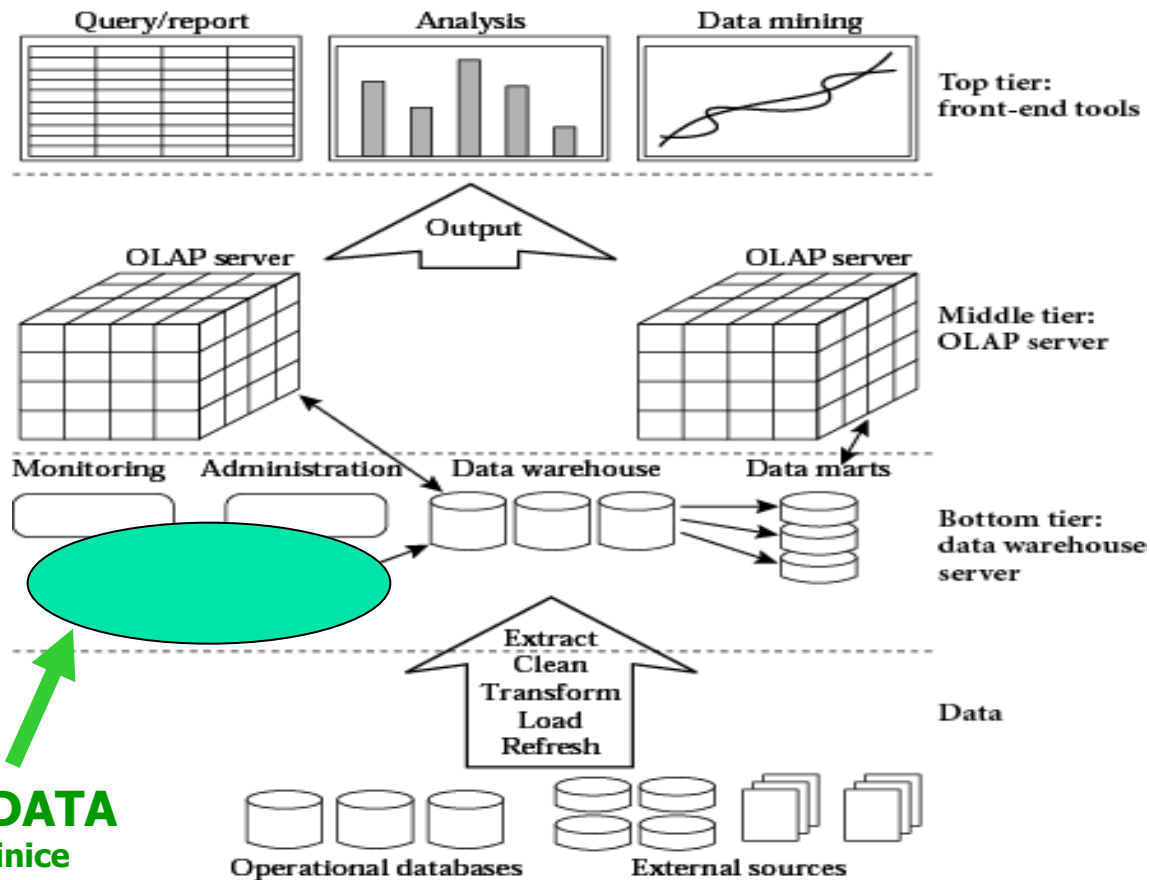 Query/report
Analysis
Data mining
Top tier:
front-end tools
Output
OLAP server
OLAP server
Middle tier:
OLAP server
Monitoring
Administration
Data warehouse
Data marts
Bottom tier:
data warehouse
server
Extract
Clean
Transform
Load
Refresh
Data
DATA
inice
Operational databases
External sources